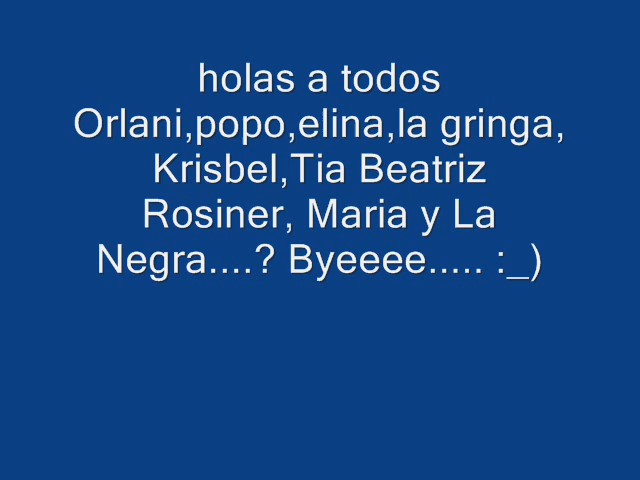 holas a todos
Orlani,popo,elina,la gringa,
Krisbel,Tia Beatriz
Rosiner, Maria y La
Negra....? Byeeee..... :_)